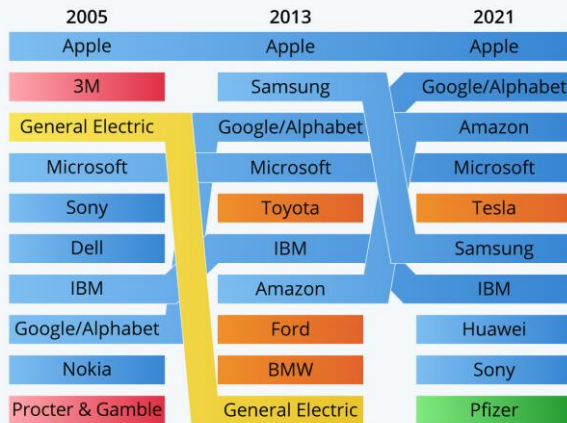 2005 2013 2021
Apple Apple Apple
3M Samsung Google/Alphabet
General Electric Google/Alphabet Amazon
Microsoft Microsoft Microsoft
Sony Toyota Tesla
Dell IBM Samsung
IBM Amazon IBM
Google/Alphabet Ford Huawei
Nokia BMW Sony
Procter & Gamble General Electric Pfizer